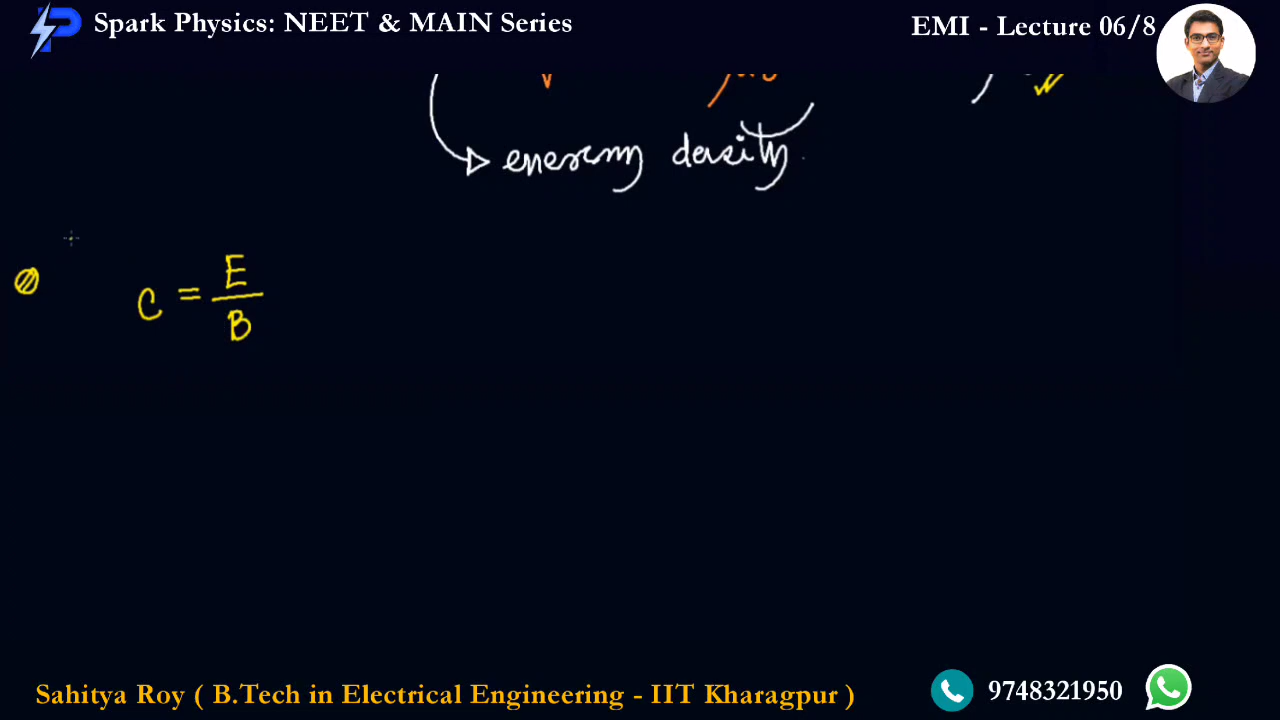 Spark Physics: NEET & MAIN Series
EMI - Lecture 06/8
energy density
C = E/B
Sahitya Roy ( B.Tech in Electrical Engineering - IIT Kharagpur )
9748321950